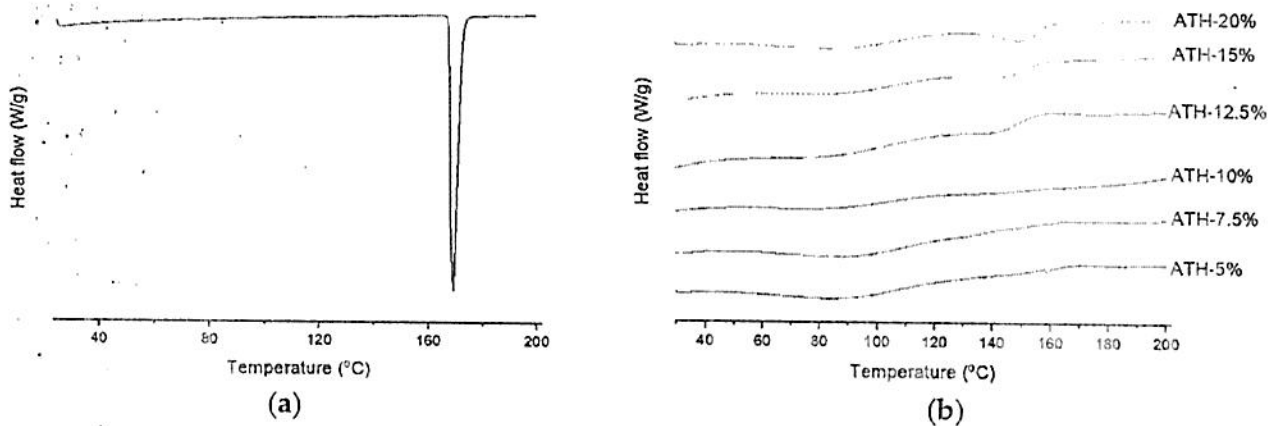 Heat flow (W/g)
40
80
120
160
200
Temperature (°C)
(a)
Heat flow (W/g)
ATH-20%
ATH-15%
ATH-12.5%
ATH-10%
ATH-7.5%
ATH-5%
40
60
80
100
120
140
160
180
200
Temperature (°C)
(b)